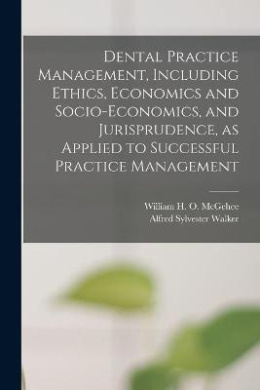 Dental Practice
Management, Including
Ethics, Economics and
Socio-Economics, and
Jurisprudence, as
Applied to Successful
Practice Management
William H. O. McGehee
Alfred Sylvester Walker